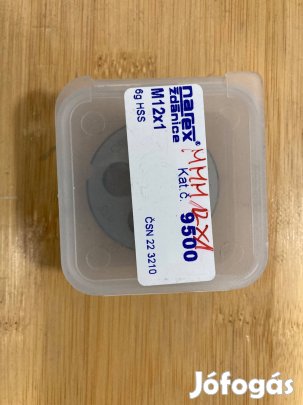 narex®
ždánice
M12x1
6g HSS
Kat.č. 9500
ČSN 22 3210
Jófogás